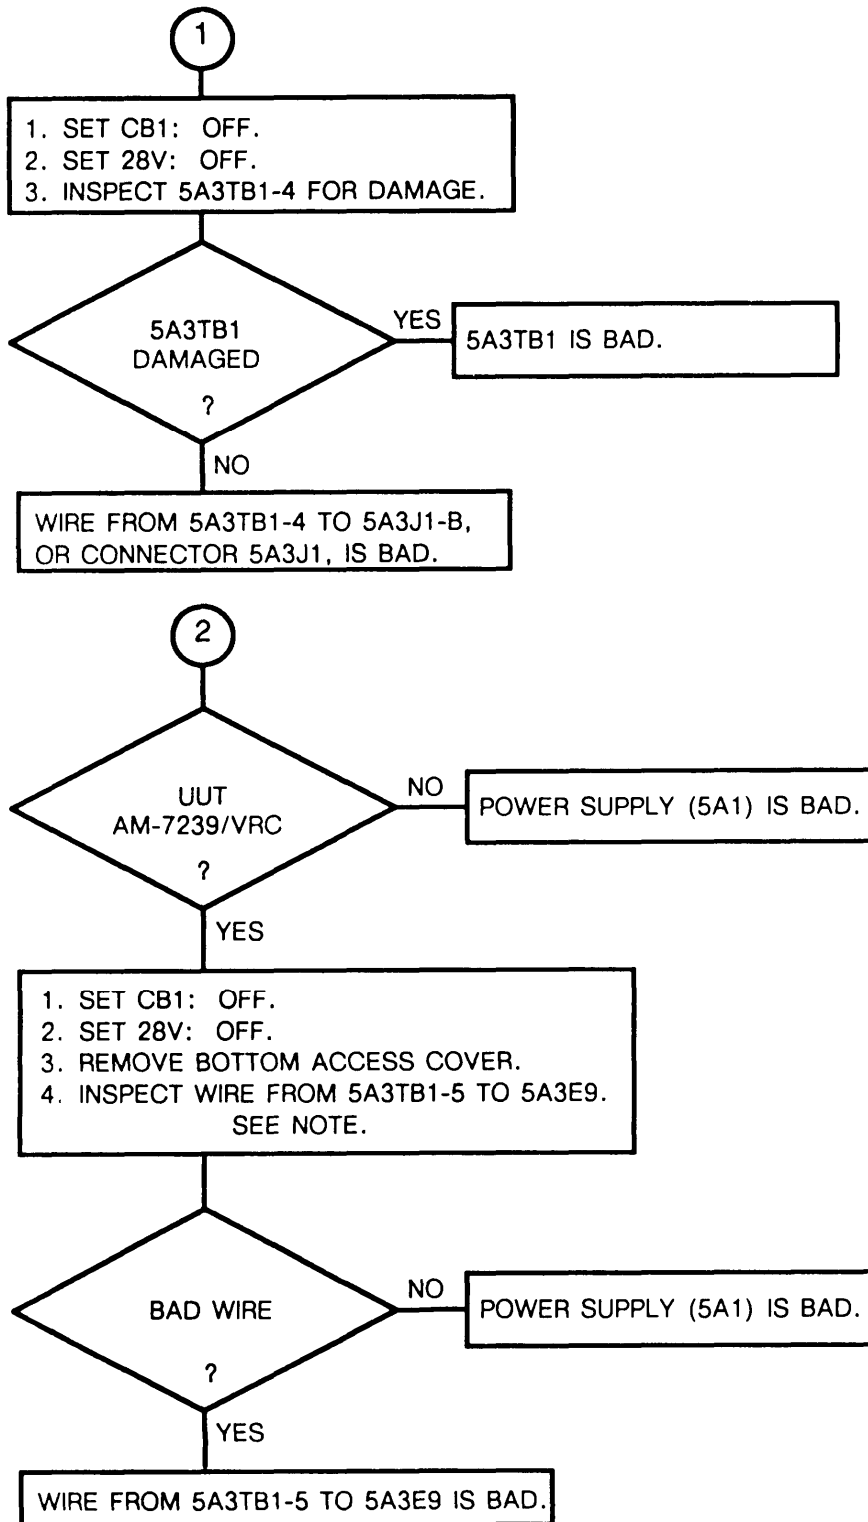 1
1. SET CB1: OFF.
2. SET 28V: OFF.
3. INSPECT 5A3TB1-4 FOR DAMAGE.
5A3TB1
DAMAGED
?
YES
5A3TB1 IS BAD.
NO
WIRE FROM 5A3TB1-4 TO 5A3J1-B,
OR CONNECTOR 5A3J1, IS BAD.
2
UUT
AM-7239/VRC
?
NO
POWER SUPPLY (5A1) IS BAD.
YES
1. SET CB1: OFF.
2. SET 28V: OFF.
3. REMOVE BOTTOM ACCESS COVER.
4. INSPECT WIRE FROM 5A3TB1-5 TO 5A3E9.
SEE NOTE.
BAD WIRE
?
NO
POWER SUPPLY (5A1) IS BAD.
YES
WIRE FROM 5A3TB1-5 TO 5A3E9 IS BAD.